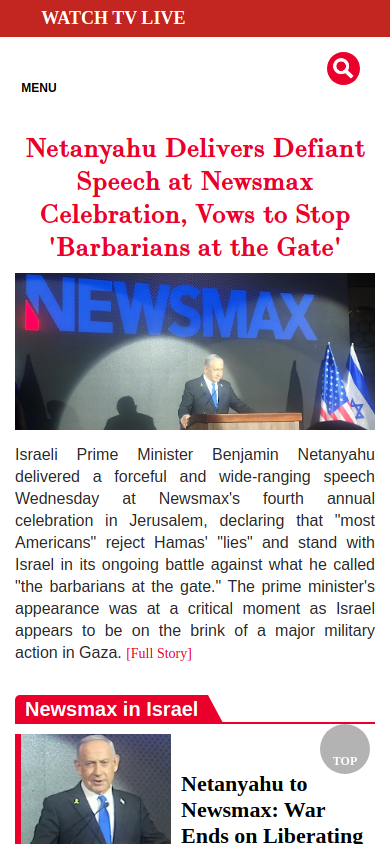 WATCH TV LIVE
MENU
Netanyahu Delivers Defiant
Speech at Newsmax
Celebration, Vows to Stop
'Barbarians at the Gate'
NEWSMAX
Israeli Prime Minister Benjamin Netanyahu
delivered a forceful and wide-ranging speech
Wednesday at Newsmax's fourth annual
celebration in Jerusalem, declaring that "most
Americans" reject Hamas' "lies" and stand with
Israel in its ongoing battle against what he called
"the barbarians at the gate." The prime minister's
appearance was at a critical moment as Israel
appears to be on the brink of a major military
action in Gaza. [Full Story]
Newsmax in Israel
TOP
Netanyahu to
Newsmax: War
Ends on Liberating